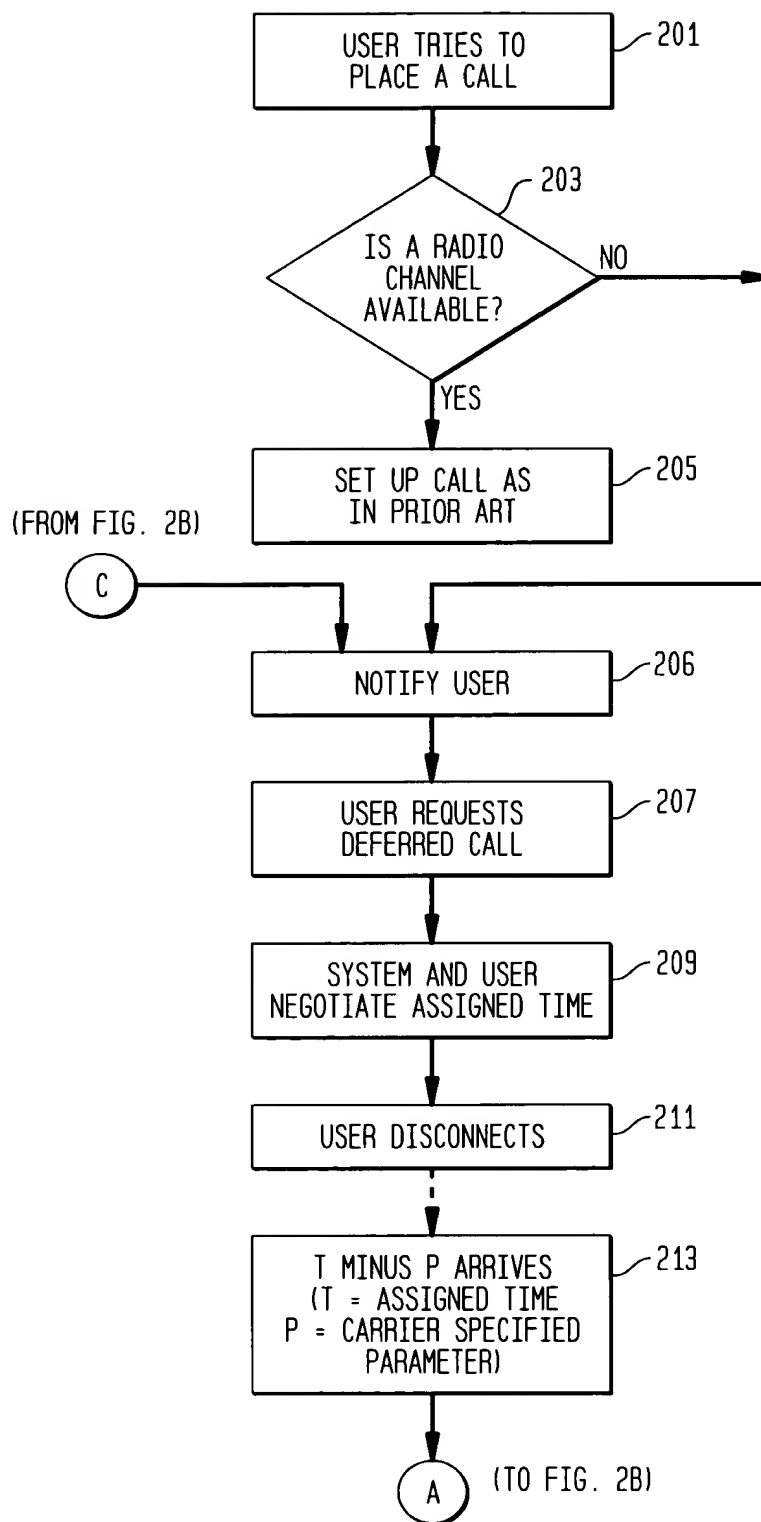 USER TRIES TO
PLACE A CALL
201
203
IS A RADIO
CHANNEL
AVAILABLE?
NO
YES
SET UP CALL AS
IN PRIOR ART
205
(FROM FIG. 2B)
C
NOTIFY USER
206
USER REQUESTS
DEFERRED CALL
207
SYSTEM AND USER
NEGOTIATE ASSIGNED TIME
209
USER DISCONNECTS
211
T MINUS P ARRIVES
(T = ASSIGNED TIME
P = CARRIER SPECIFIED
PARAMETER)
213
A
(TO FIG. 2B)